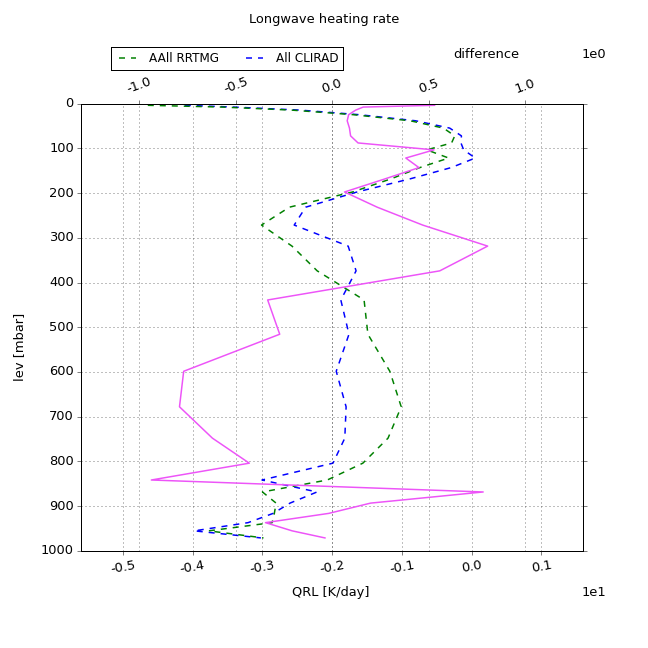 Longwave heating rate
AAll RRTMG All CLIRAD
difference 1e0
-1.0 -0.5 0.0 0.5 1.0
0
100
200
300
400
500
600
700
800
900
1000
lev [mbar]
-0.5 -0.4 -0.3 -0.2 -0.1 0.0 0.1
QRL [K/day] 1e1